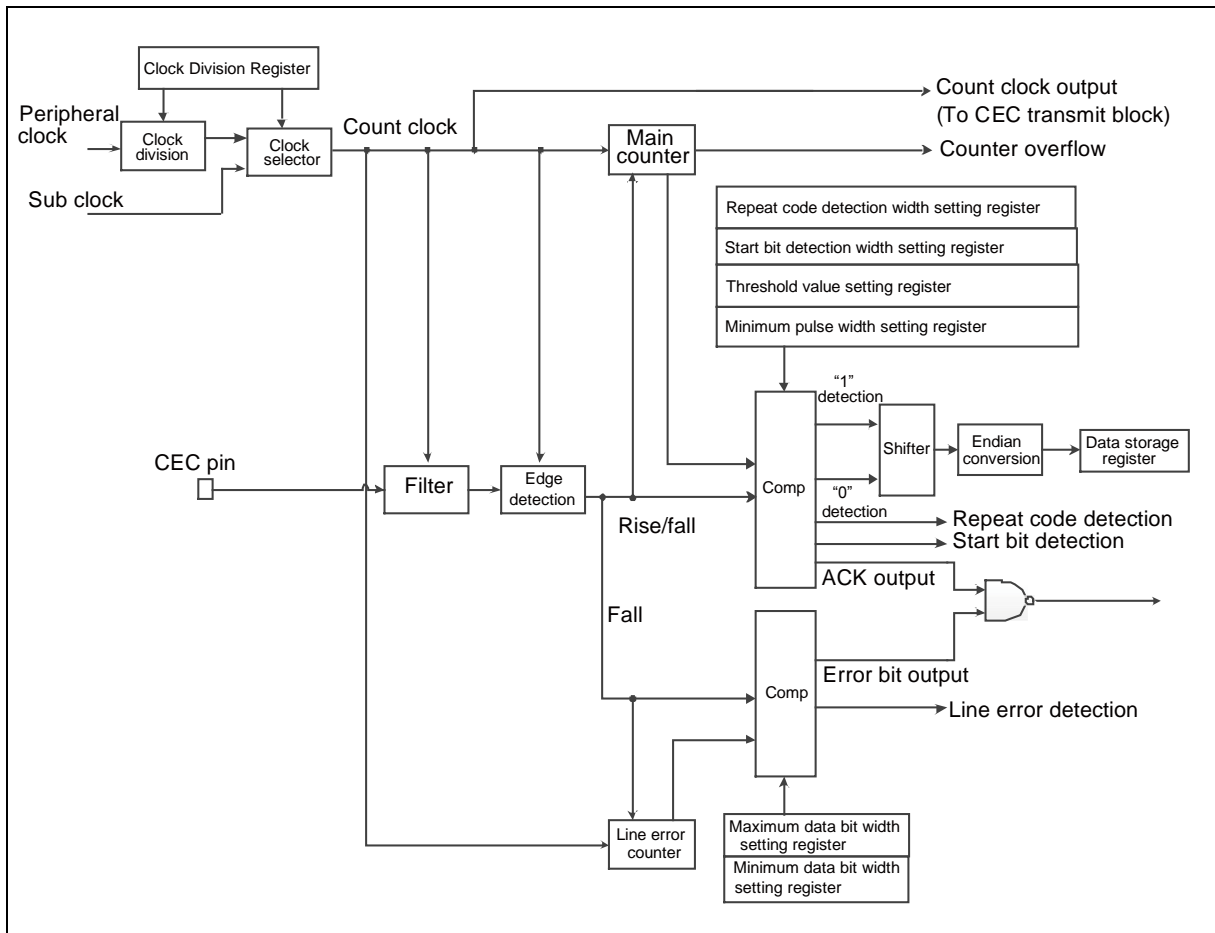 Clock Division Register
Peripheral
clock
Clock
division
Clock
selector
Count clock
Sub clock
Main
counter
Count clock output
(To CEC transmit block)
Counter overflow
Repeat code detection width setting register
Start bit detection width setting register
Threshold value setting register
Minimum pulse width setting register
CEC pin
Filter
Edge
detection
Rise/fall
Fall
Comp
“1”
detection
“0”
detection
Shifter
Endian
conversion
Data storage
register
Repeat code detection
Start bit detection
ACK output
Comp
Error bit output
Line error detection
Line error
counter
Maximum data bit width
setting register
Minimum data bit width
setting register